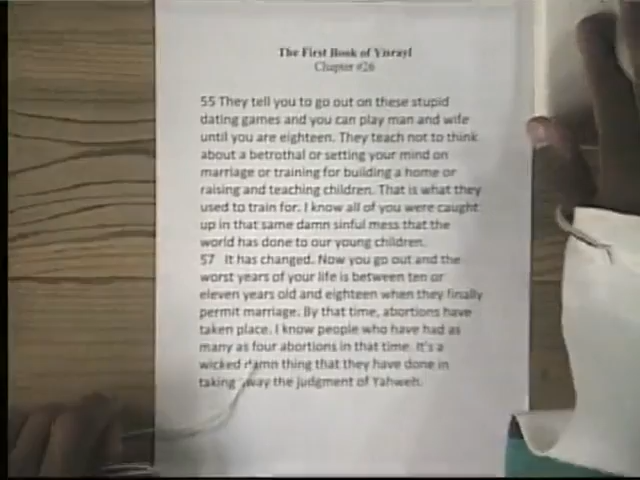 The First Book of Yisrayl
Chapter #26
55 They tell you to go out on these stupid
dating games and you can play man and wife
until you are eighteen. They teach not to think
about a betrothal or setting your mind on
marriage or training for building a home or
raising and teaching children. That is what they
used to train for. I know all of you were caught
up in that same damn sinful mess that the
world has done to our young children.
57 It has changed. Now you go out and the
worst years of your life is between ten or
eleven years old and eighteen when they finally
permit marriage. By that time, abortions have
taken place. I know people who have had as
many as four abortions in that time. It's a
wicked damn thing that they have done in
taking away the judgment of Yahweh.